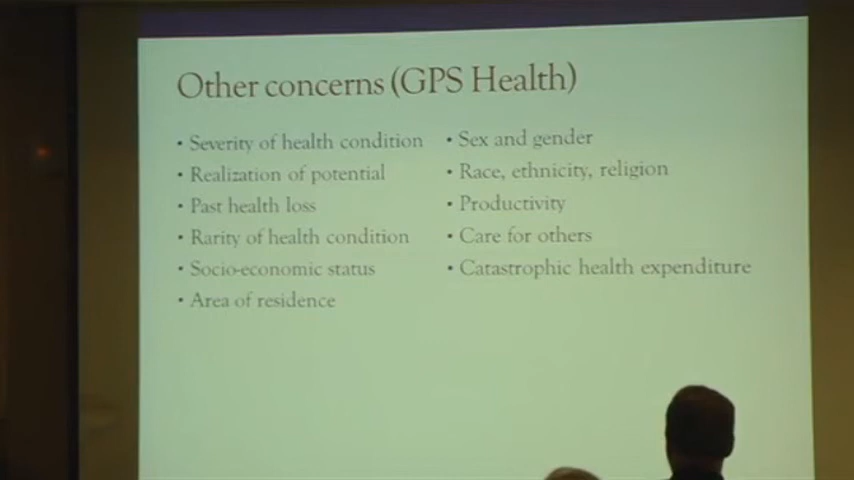 Other concerns (GPS Health)
• Severity of health condition
• Realization of potential
• Past health loss
• Rarity of health condition
• Socio-economic status
• Area of residence
• Sex and gender
• Race, ethnicity, religion
• Productivity
• Care for others
• Catastrophic health expenditure